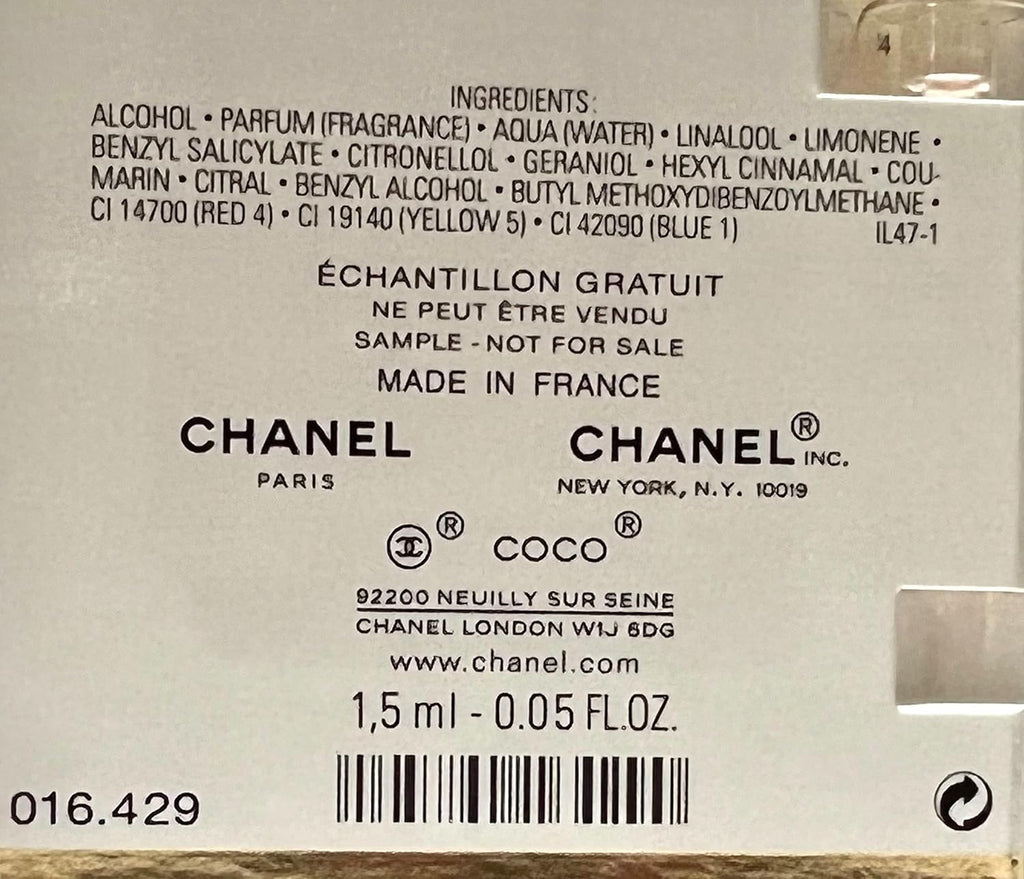 4
INGREDIENTS:
ALCOHOL • PARFUM (FRAGRANCE) • AQUA (WATER) • LINALOOL • LIMONENE •
BENZYL SALICYLATE • CITRONELLOL • GERANIOL • HEXYL CINNAMAL • COU-
MARIN • CITRAL • BENZYL ALCOHOL • BUTYL METHOXYDIBENZOYLMETHANE •
CI 14700 (RED 4) • CI 19140 (YELLOW 5) • CI 42090 (BLUE 1) IL47-1
ÉCHANTILLON GRATUIT
NE PEUT ÊTRE VENDU
SAMPLE - NOT FOR SALE
MADE IN FRANCE
CHANEL CHANEL® INC.
PARIS NEW YORK, N.Y. 10019
® COCO®
92200 NEUILLY SUR SEINE
CHANEL LONDON W1J 6DG
www.chanel.com
1,5 ml - 0.05 FL.OZ.
016.429